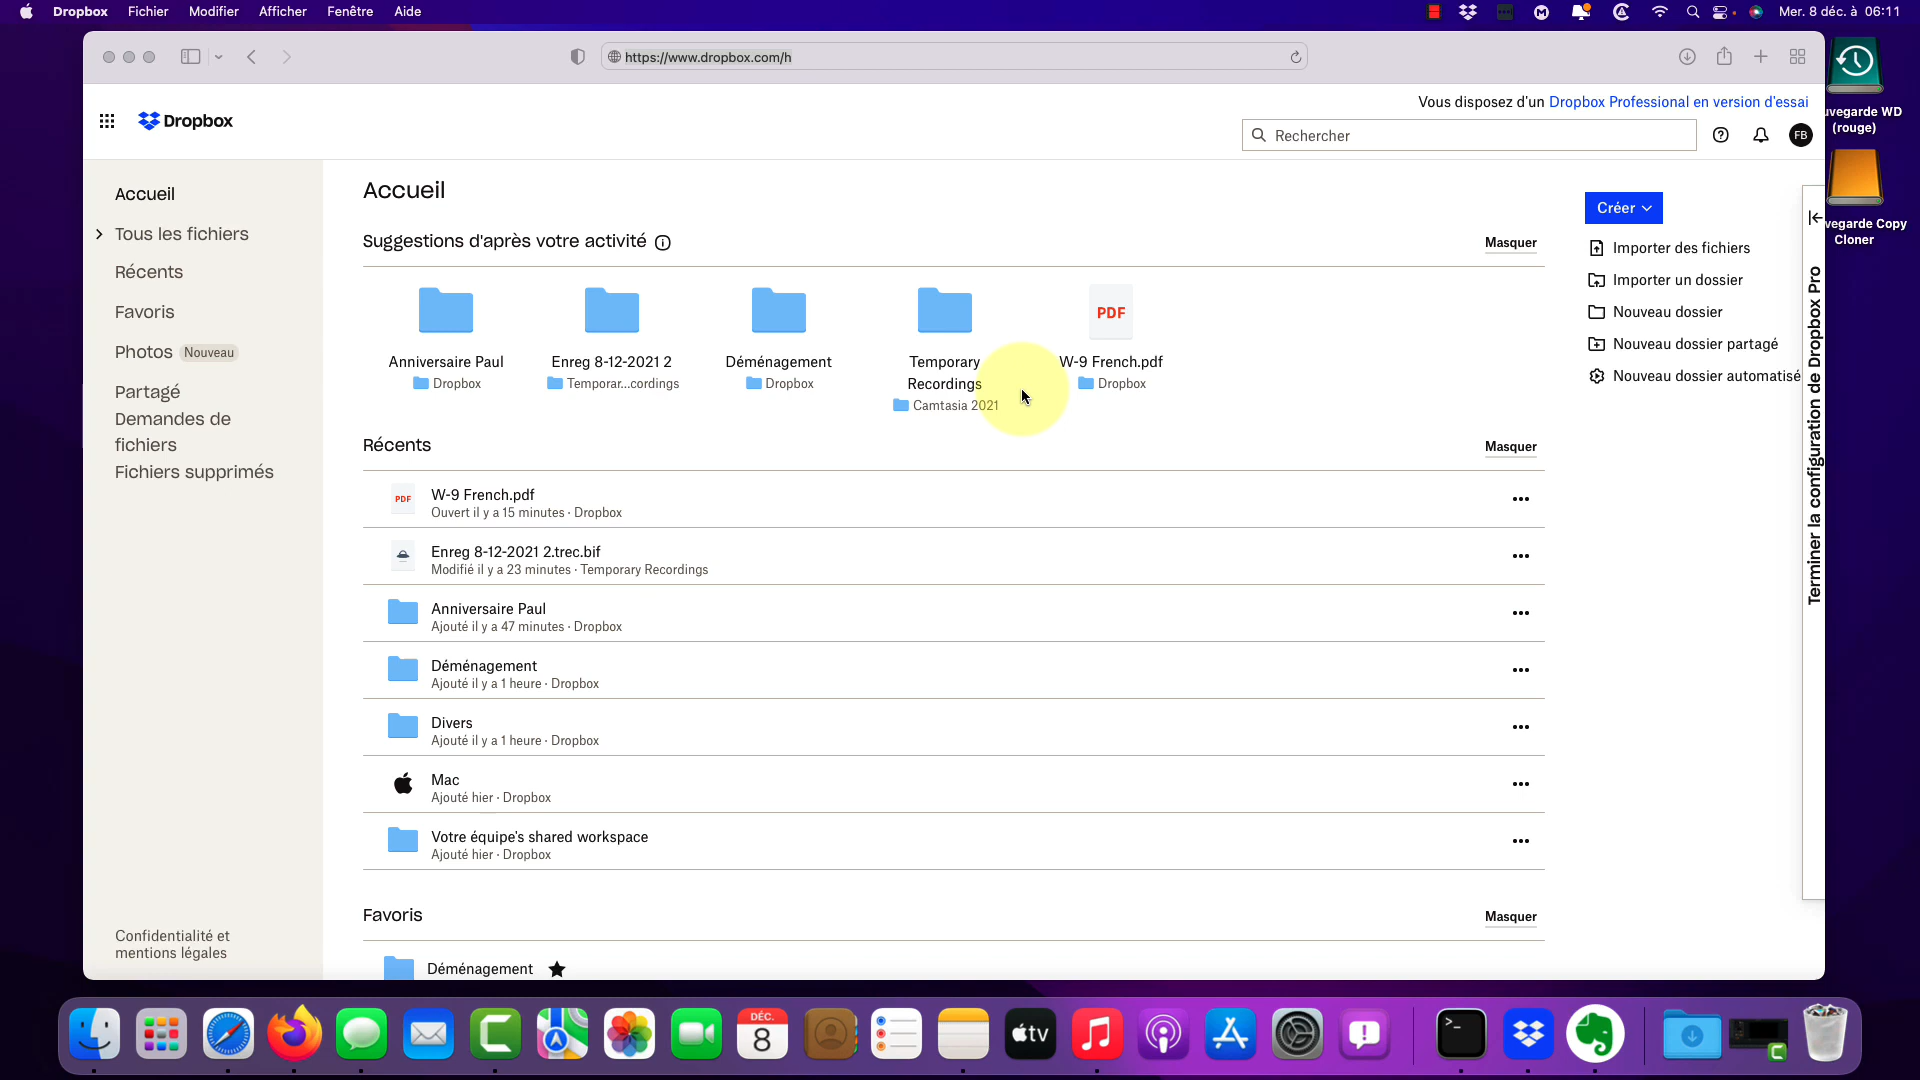 Dropbox Fichier Modifier Afficher Fenêtre Aide
Mer. 8 déc. à 06:11
https://www.dropbox.com/h
Vous disposez d'un Dropbox Professional en version d'essai
Dropbox
Rechercher
FB
uvegarde WD
(rouge)
vegarde Copy
Cloner
Accueil
Tous les fichiers
Récents
Favoris
Photos Nouveau
Partagé
Demandes de
fichiers
Fichiers supprimés
Confidentialité et
mentions légales
Accueil
Suggestions d'après votre activité
Masquer
Anniversaire Paul
Dropbox
Enreg 8-12-2021 2
Temporar...cordings
Déménagement
Dropbox
Temporary
Recordings
Camtasia 2021
PDF
W-9 French.pdf
Dropbox
Récents
Masquer
PDF
W-9 French.pdf
Ouvert il y a 15 minutes · Dropbox
Enreg 8-12-2021 2.trec.bif
Modifié il y a 23 minutes · Temporary Recordings
Anniversaire Paul
Ajouté il y a 47 minutes · Dropbox
Déménagement
Ajouté il y a 1 heure · Dropbox
Divers
Ajouté il y a 1 heure · Dropbox
Mac
Ajouté hier · Dropbox
Votre équipe's shared workspace
Ajouté hier · Dropbox
Favoris
Masquer
Déménagement
Créer
Importer des fichiers
Importer un dossier
Nouveau dossier
Nouveau dossier partagé
Nouveau dossier automatisé
Terminer la configuration de Dropbox Pro
DÉC.
8
tv